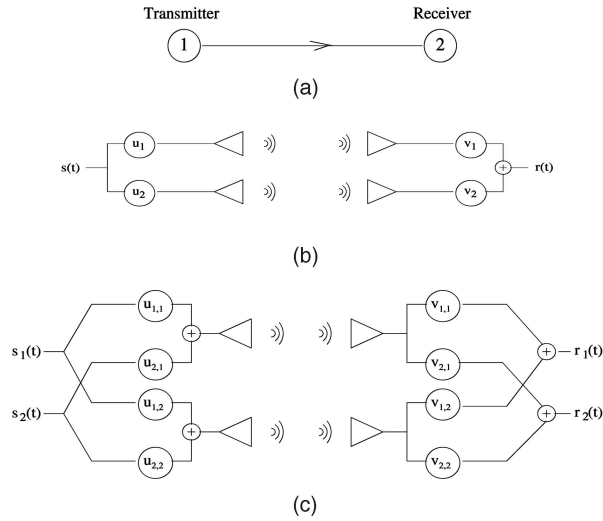 Transmitter Receiver
1 2
(a)
u1 v1
s(t) + r(t)
u2 v2
(b)
u1,1 v1,1
+
s1(t) + r1(t)
u2,1 v2,1
u1,2 v1,2
s2(t) + r2(t)
+
u2,2 v2,2
(c)